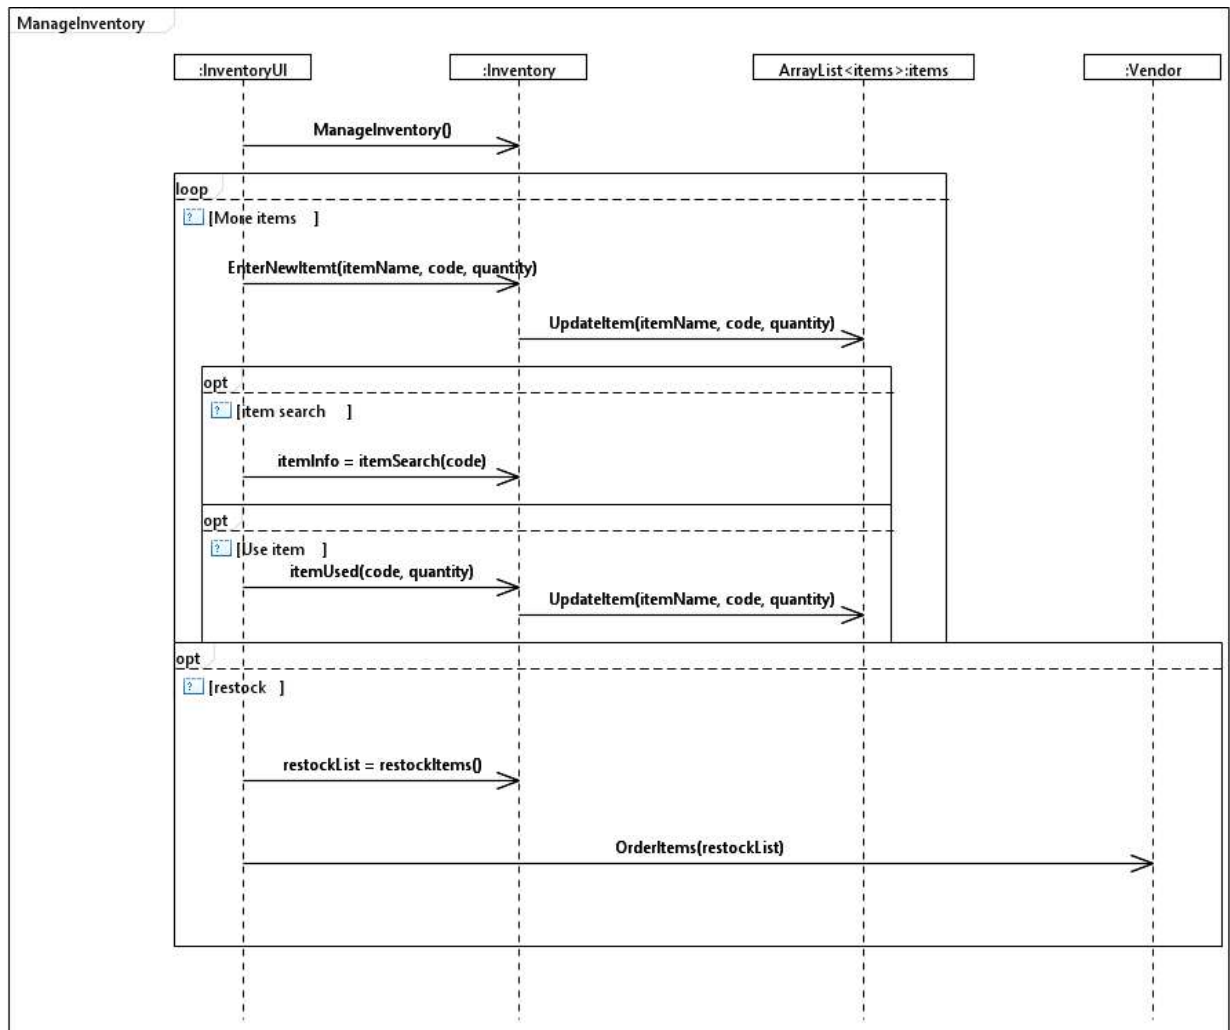 ManageInventory
:InventoryUI
:Inventory
ArrayList<items>:items
:Vendor
ManageInventory()
loop
[More items ]
EnterNewItemt(itemName, code, quantity)
UpdateItem(itemName, code, quantity)
opt
[item search ]
itemInfo = itemSearch(code)
opt
[Use item ]
itemUsed(code, quantity)
UpdateItem(itemName, code, quantity)
opt
[restock ]
restockList = restockItems()
OrderItems(restockList)